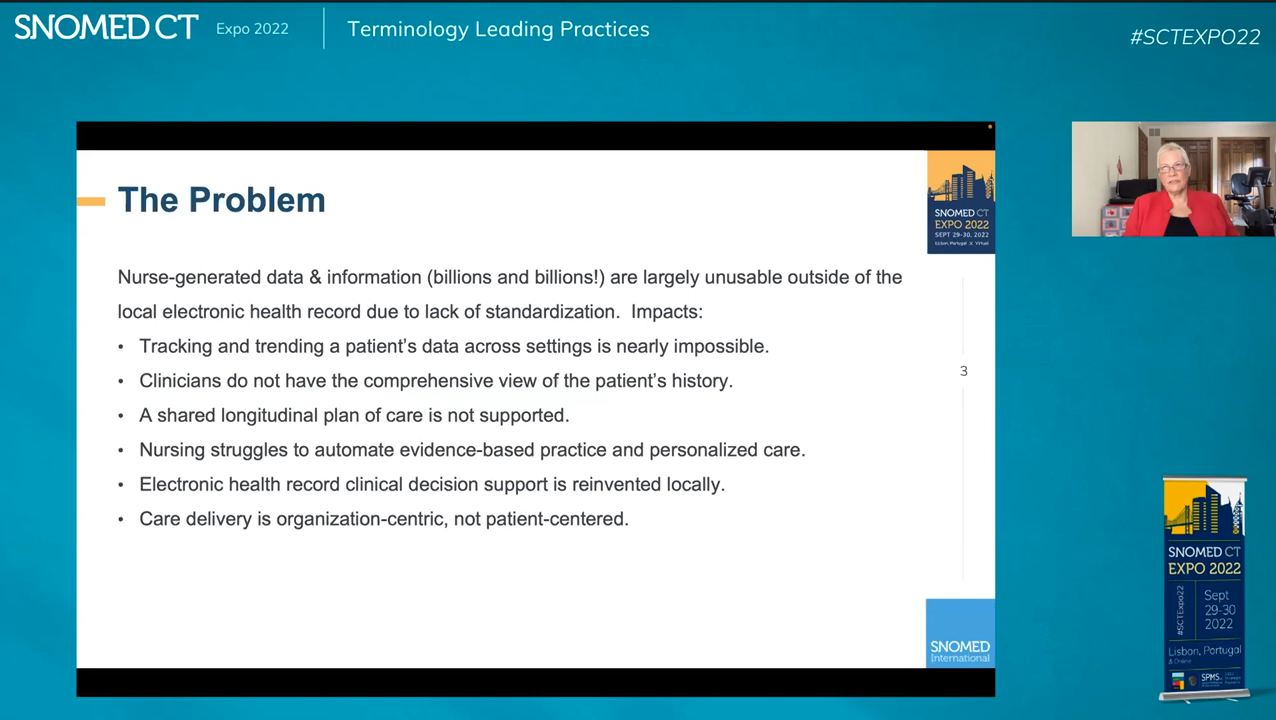 SNOMED CT Expo 2022 Terminology Leading Practices
#SCTEXPO22
The Problem
Nurse-generated data & information (billions and billions!) are largely unusable outside of the
local electronic health record due to lack of standardization.  Impacts:
• Tracking and trending a patient's data across settings is nearly impossible.
• Clinicians do not have the comprehensive view of the patient's history.
• A shared longitudinal plan of care is not supported.
• Nursing struggles to automate evidence-based practice and personalized care.
• Electronic health record clinical decision support is reinvented locally.
• Care delivery is organization-centric, not patient-centered.
SNOMED CT
EXPO 2022
SEPT 29-30, 2022
Lisbon, Portugal X Virtual
3
SNOMED
International
SNOMED CT
EXPO 2022
#SCTExpo22
Sept
29-30
2022
Lisbon, Portugal
& Online
SPMS